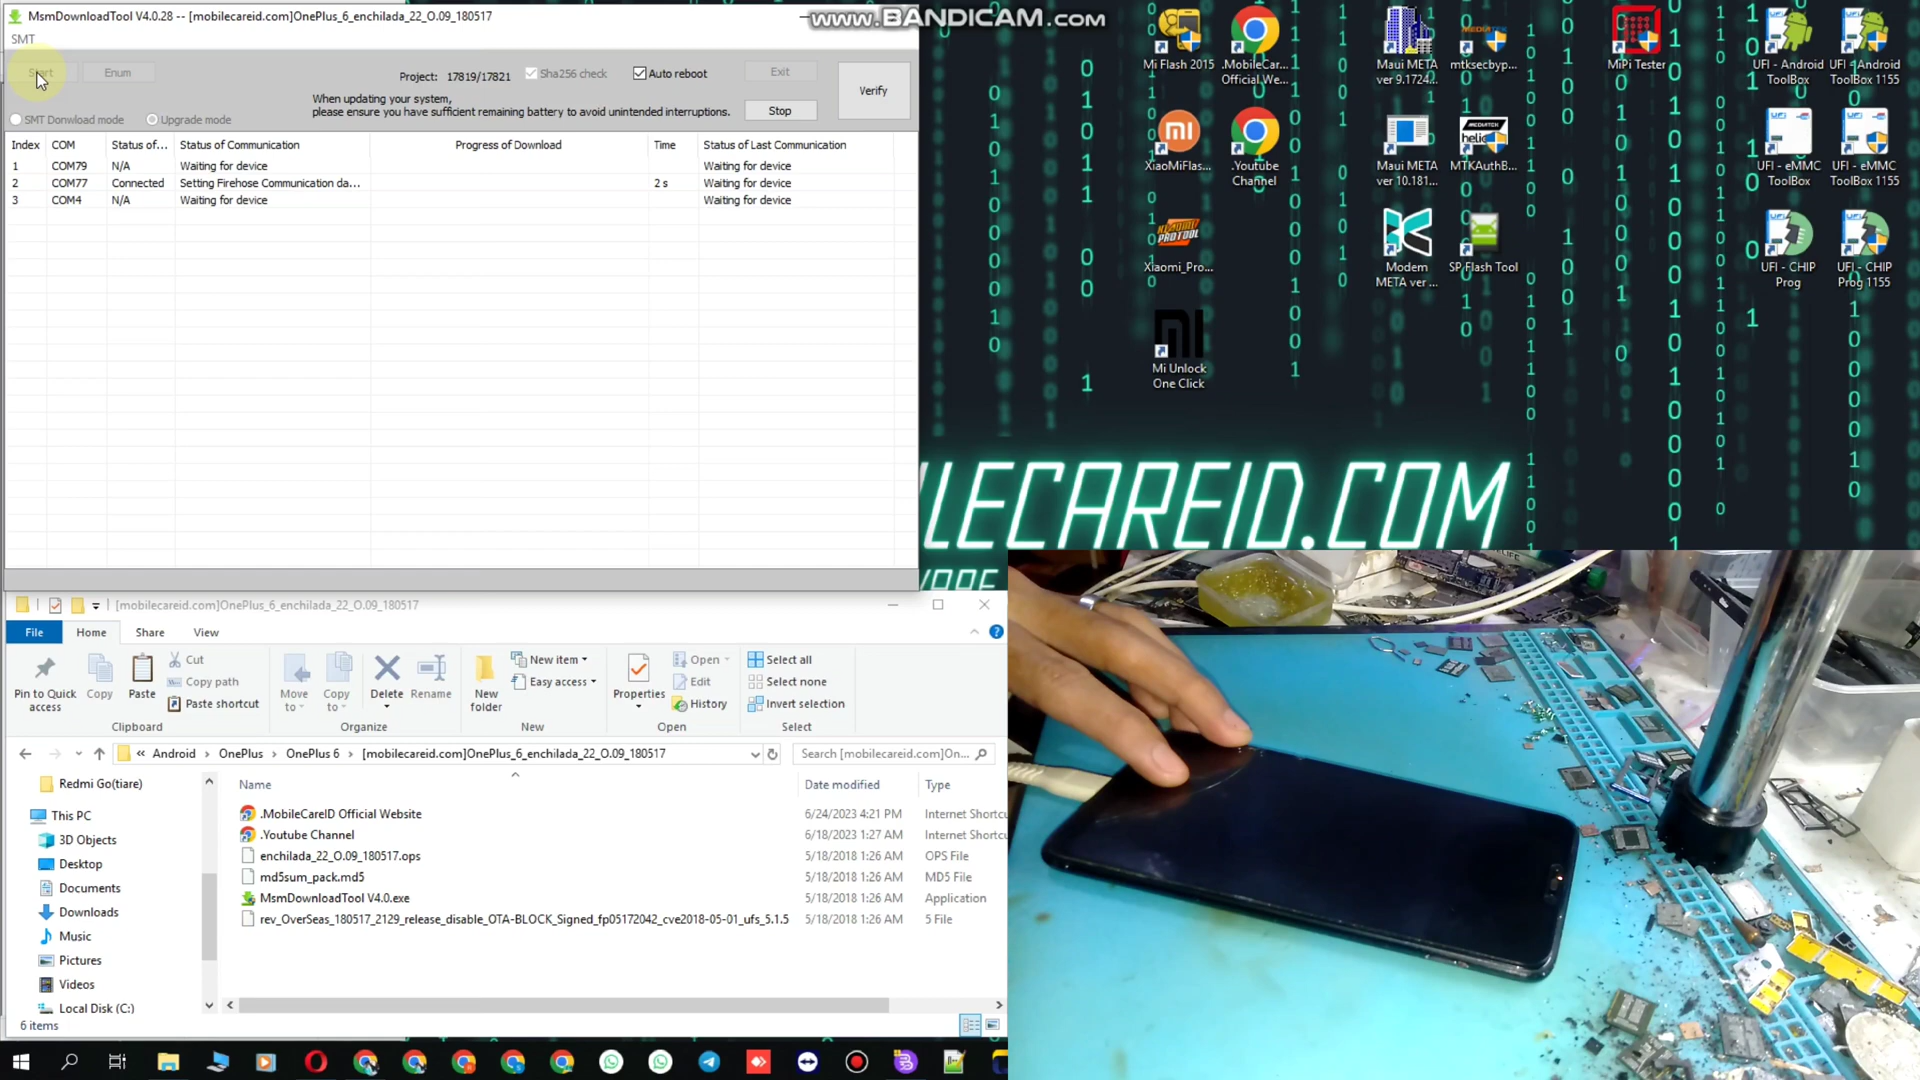 MsmDownloadTool V4.0.28 -- [mobilecareid.com]OnePlus_6_enchilada_22_O.09_180517
www.BANDICAM.com
SMT
Start
Enum
Project: 17819/17821
Sha256 check
Auto reboot
Exit
Verify
When updating your system,
please ensure you have sufficient remaining battery to avoid unintended interruptions.
Stop
SMT Donwload mode
Upgrade mode
Index COM Status of... Status of Communication Progress of Download Time Status of Last Communication
1 COM79 N/A Waiting for device Waiting for device
2 COM77 Connected Setting Firehose Communication da... 2 s Waiting for device
3 COM4 N/A Waiting for device Waiting for device
Mi Flash 2015
.MobileCar... Official We...
Maui META ver 9.1724...
mtksecbyp...
MiPi Tester
UFI - Android ToolBox
UFI - Android ToolBox 1155
XiaoMiFlas...
.Youtube Channel
Maui META ver 10.181...
MTKAuthB...
UFI - eMMC ToolBox
UFI - eMMC ToolBox 1155
Xiaomi_Pro...
Modem META ver ...
SP Flash Tool
UFI - CHIP Prog
UFI - CHIP Prog 1155
Mi Unlock One Click
ILECAREID.COM
[mobilecareid.com]OnePlus_6_enchilada_22_O.09_180517
File Home Share View
Pin to Quick access
Copy
Paste
Cut
Copy path
Paste shortcut
Clipboard
Move to
Copy to
Delete
Rename
Organize
New folder
New item
Easy access
New
Properties
Open
Edit
History
Open
Select all
Select none
Invert selection
Select
« Android > OnePlus > OnePlus 6 > [mobilecareid.com]OnePlus_6_enchilada_22_O.09_180517
Search [mobilecareid.com]On...
Redmi Go(tiare)
This PC
3D Objects
Desktop
Documents
Downloads
Music
Pictures
Videos
Local Disk (C:)
Name Date modified Type
.MobileCareID Official Website 6/24/2023 4:21 PM Internet Shortc
.Youtube Channel 6/18/2023 1:27 AM Internet Shortc
enchilada_22_O.09_180517.ops 5/18/2018 1:26 AM OPS File
md5sum_pack.md5 5/18/2018 1:26 AM MD5 File
MsmDownloadTool V4.0.exe 5/18/2018 1:26 AM Application
rev_OverSeas_180517_2129_release_disable_OTA-BLOCK_Signed_fp05172042_cve2018-05-01_ufs_5.1.5 5/18/2018 1:26 AM 5 File
6 items